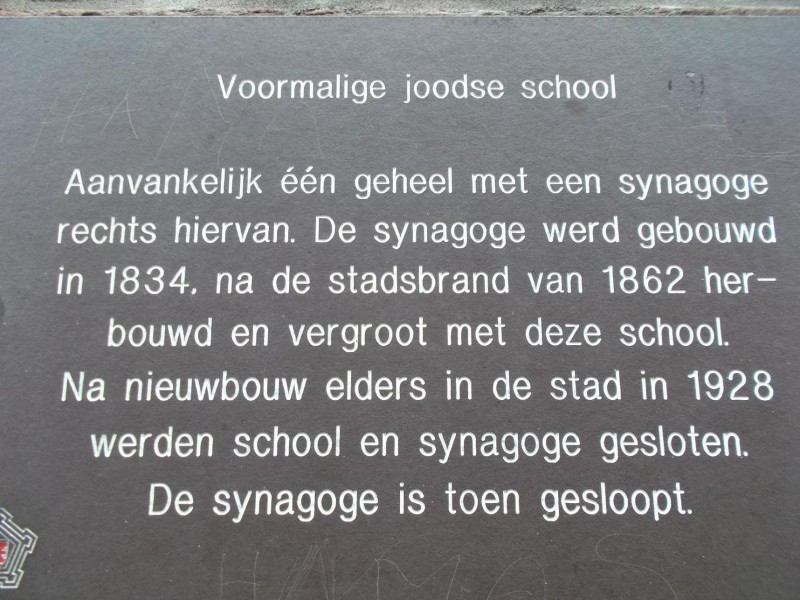 Voormalige joodse school
Aanvankelijk één geheel met een synagoge
rechts hiervan. De synagoge werd gebouwd
in 1834, na de stadsbrand van 1862 her-
bouwd en vergroot met deze school.
Na nieuwbouw elders in de stad in 1928
werden school en synagoge gesloten.
De synagoge is toen gesloopt.